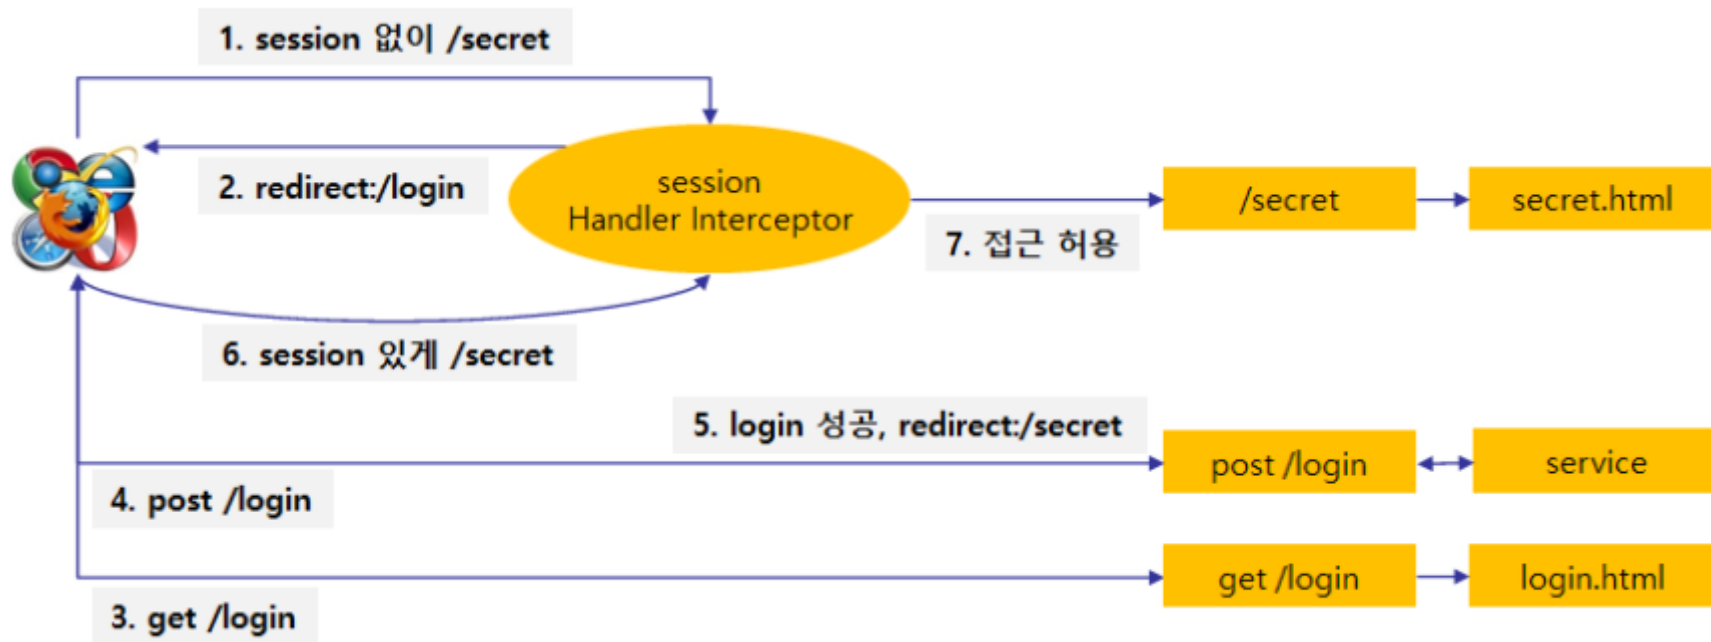 1. session 없이 /secret
2. redirect:/login
session
Handler Interceptor
/secret
secret.html
7. 접근 허용
6. session 있게 /secret
5. login 성공, redirect:/secret
post /login
service
4. post /login
get /login
login.html
3. get /login